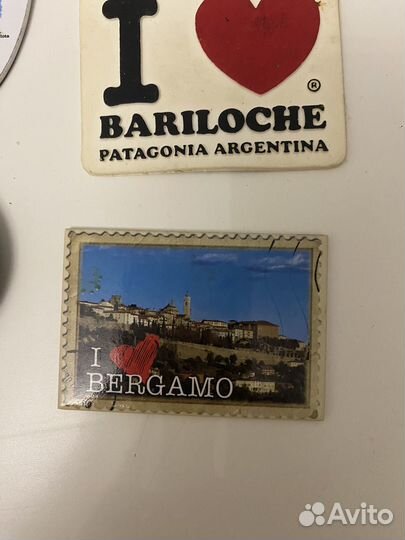 I
®
BARILOCHE
PATAGONIA ARGENTINA
I
BERGAMO
Avito